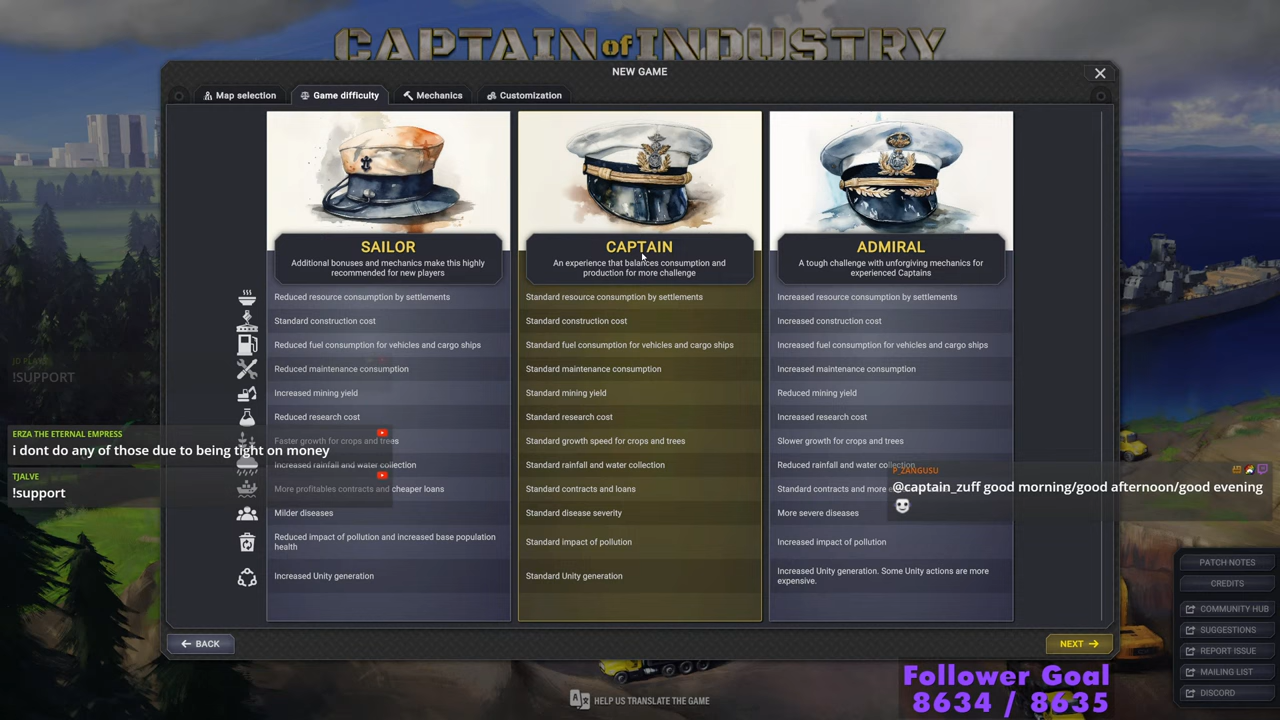 CAPTAIN of INDUSTRY
NEW GAME
Map selection
Game difficulty
Mechanics
Customization
SAILOR
Additional bonuses and mechanics make this highly
recommended for new players
Reduced resource consumption by settlements
Standard construction cost
Reduced fuel consumption for vehicles and cargo ships
Reduced maintenance consumption
Increased mining yield
Reduced research cost
Faster growth for crops and trees
Increased rainfall and water collection
More profitables contracts and cheaper loans
Milder diseases
Reduced impact of pollution and increased base population
health
Increased Unity generation
CAPTAIN
An experience that balances consumption and
production for more challenge
Standard resource consumption by settlements
Standard construction cost
Standard fuel consumption for vehicles and cargo ships
Standard maintenance consumption
Standard mining yield
Standard research cost
Standard growth speed for crops and trees
Standard rainfall and water collection
Standard contracts and loans
Standard disease severity
Standard impact of pollution
Standard Unity generation
ADMIRAL
A tough challenge with unforgiving mechanics for
experienced Captains
Increased resource consumption by settlements
Increased construction cost
Increased fuel consumption for vehicles and cargo ships
Increased maintenance consumption
Reduced mining yield
Increased research cost
Slower growth for crops and trees
Reduced rainfall and water collection
Standard contracts and more
More severe diseases
Increased impact of pollution
Increased Unity generation. Some Unity actions are more
expensive.
JD PLAYS
!SUPPORT
ERZA THE ETERNAL EMPRESS
i dont do any of those due to being tight on money
TJALVE
!support
P_ZANGUSU
@captain_zuff good morning/good afternoon/good evening
BACK
NEXT
PATCH NOTES
CREDITS
COMMUNITY HUB
SUGGESTIONS
REPORT ISSUE
MAILING LIST
DISCORD
HELP US TRANSLATE THE GAME
Follower Goal
8634 / 8635